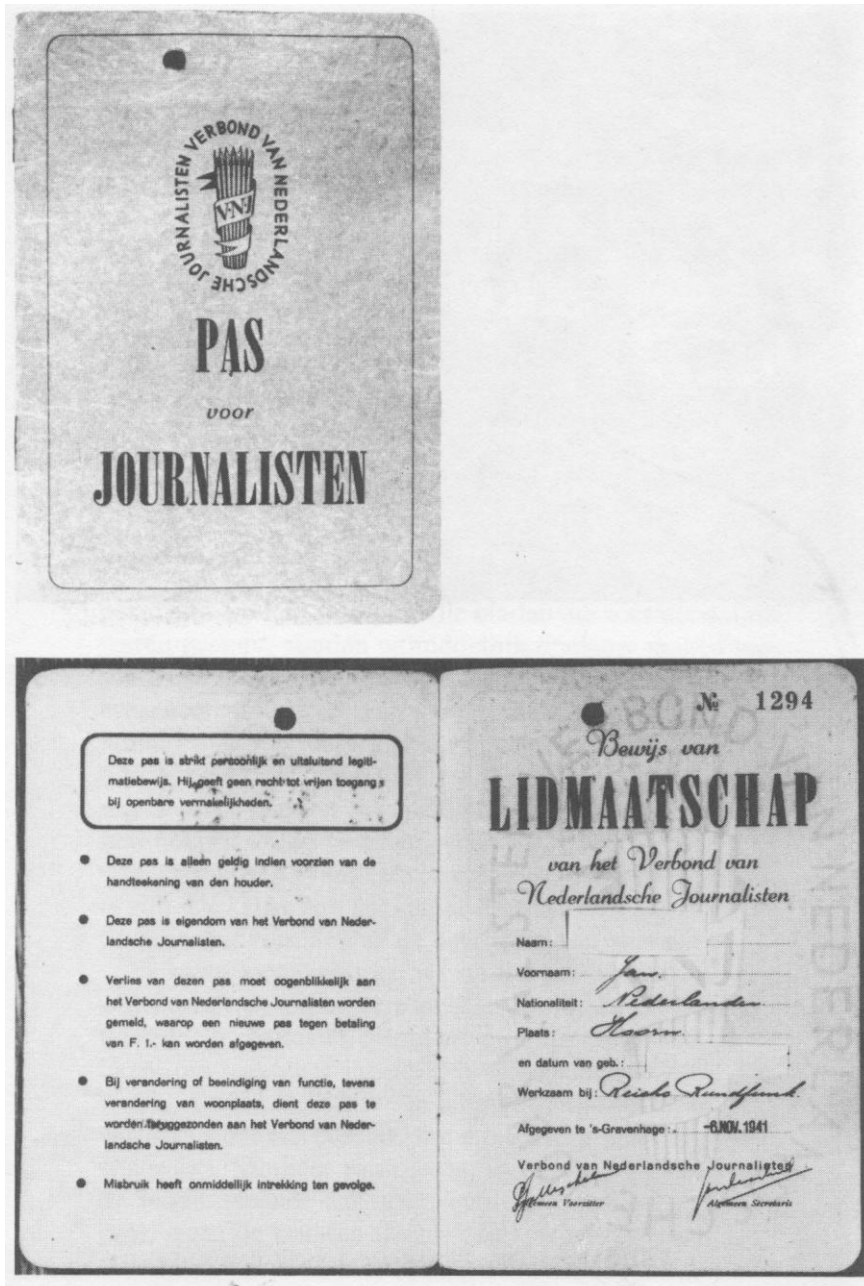 JOURNALISTEN VERBOND VAN NEDERLANDSCHE
V·N·J
PAS
voor
JOURNALISTEN
Deze pas is strikt persoonlijk en uitsluitend legiti-
matiebewijs. Hij geeft geen recht tot vrijen toegang
bij openbare vermakelijkheden.
● Deze pas is alleen geldig indien voorzien van de
handteekening van den houder.
● Deze pas is eigendom van het Verbond van Neder-
landsche Journalisten.
● Verlies van dezen pas moet oogenblikkelijk aan
het Verbond van Nederlandsche Journalisten worden
gemeld, waarop een nieuwe pas tegen betaling
van F. 1.- kan worden afgegeven.
● Bij verandering of beeindiging van functie, tevens
verandering van woonplaats, dient deze pas te
worden teruggezonden aan het Verbond van Neder-
landsche Journalisten.
● Misbruik heeft onmiddellijk intrekking ten gevolge.
№ 1294
Bewijs van
LIDMAATSCHAP
van het Verbond van
Nederlandsche Journalisten
Naam:
Voornaam: Jan.
Nationaliteit: Nederlander.
Plaats: Hoorn.
en datum van geb.:
Werkzaam bij: Reichs Rundfunk.
Afgegeven te 's-Gravenhage: -6.NOV.1941
Verbond van Nederlandsche Journalisten
Algemeen Voorzitter Algemeen Secretaris